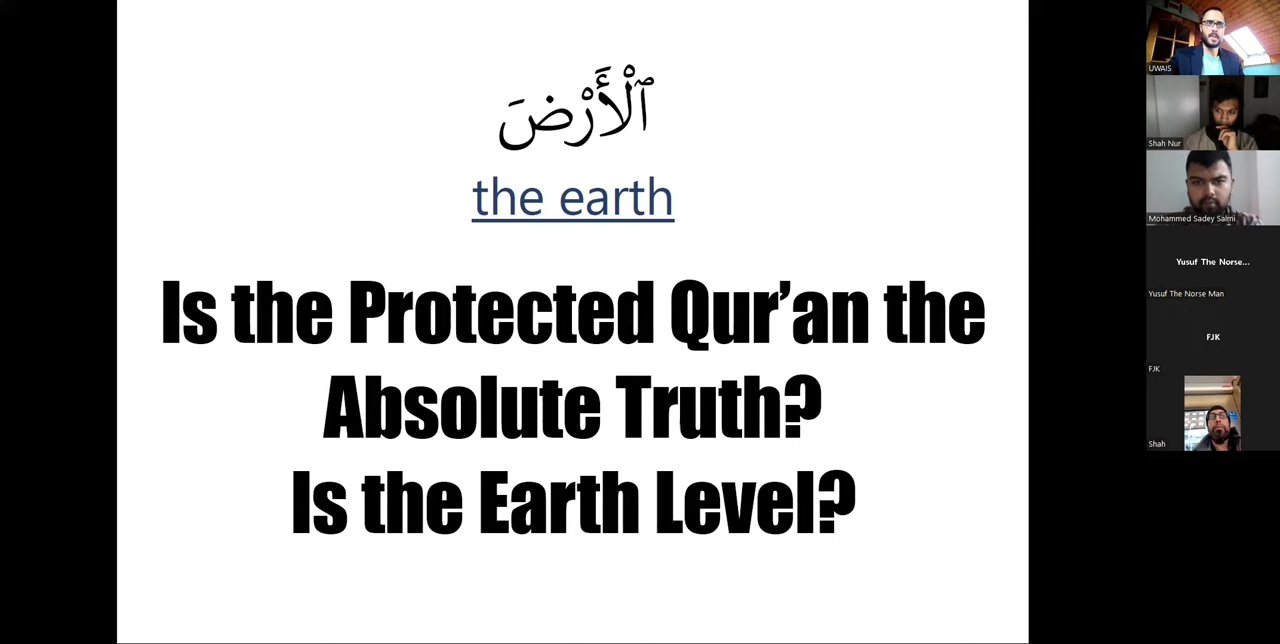 ٱلْأَرْضَ
the earth
Is the Protected Qur’an the
Absolute Truth?
Is the Earth Level?
UWAIS
Shah Nur
Mohammed Sadey Salmi
Yusuf The Norse...
Yusuf The Norse Man
FJK
FJK
Shah